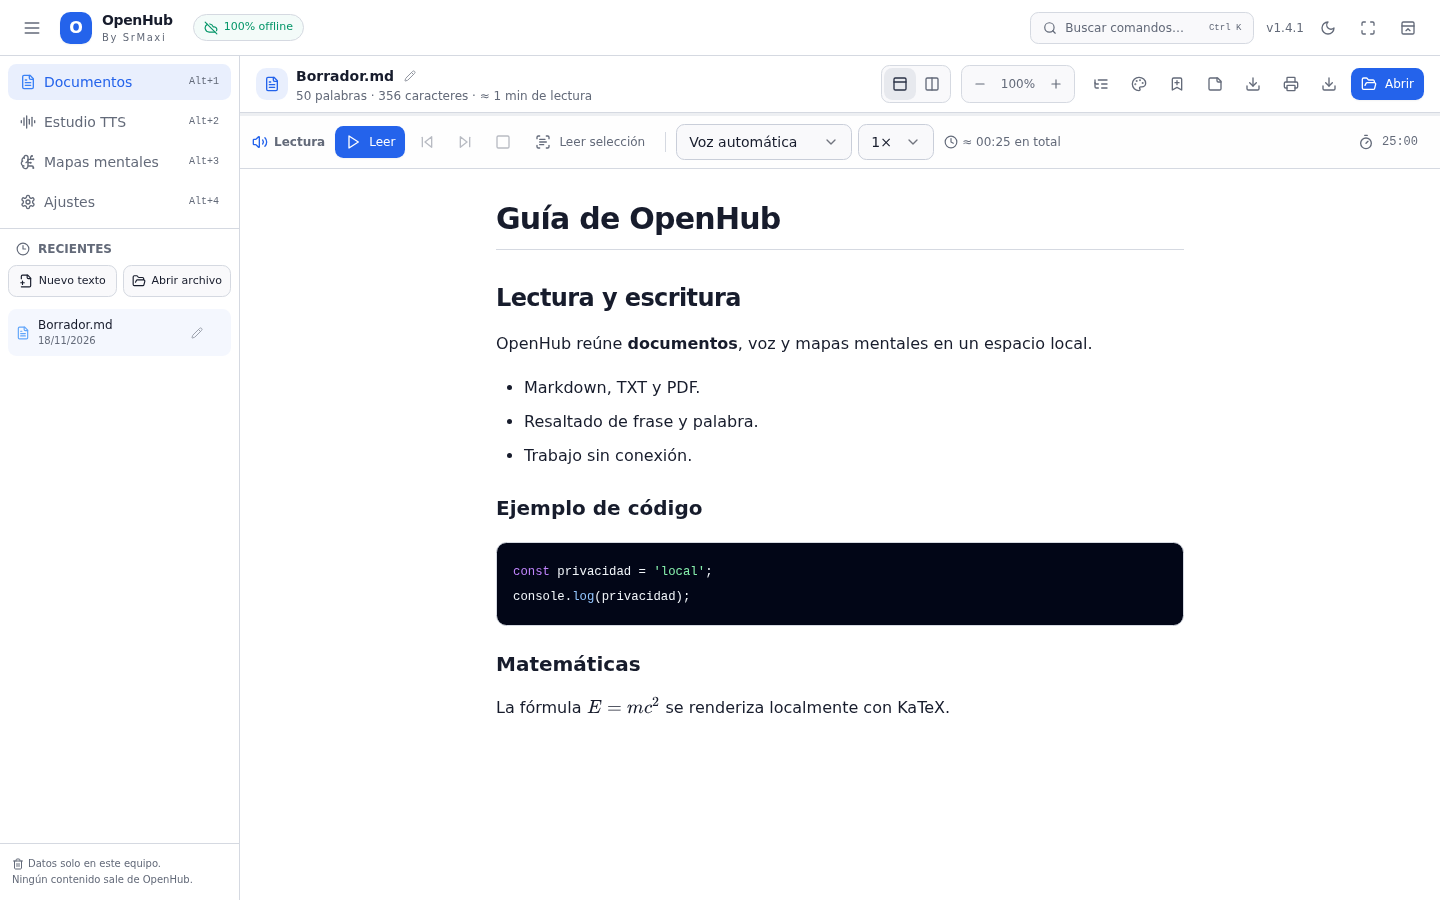 O
OpenHub
By SrMaxi
100% offline
Buscar comandos...
Ctrl K
v1.4.1
Documentos
Alt+1
Estudio TTS
Alt+2
Mapas mentales
Alt+3
Ajustes
Alt+4
RECIENTES
Nuevo texto
Abrir archivo
Borrador.md
18/11/2026
Datos solo en este equipo.
Ningún contenido sale de OpenHub.
Borrador.md
50 palabras · 356 caracteres · ≈ 1 min de lectura
100%
Abrir
Lectura
Leer
Leer selección
Voz automática
1×
≈ 00:25 en total
25:00
Guía de OpenHub
Lectura y escritura
OpenHub reúne documentos, voz y mapas mentales en un espacio local.
• Markdown, TXT y PDF.
• Resaltado de frase y palabra.
• Trabajo sin conexión.
Ejemplo de código
const privacidad = 'local';
console.log(privacidad);
Matemáticas
La fórmula E = mc² se renderiza localmente con KaTeX.